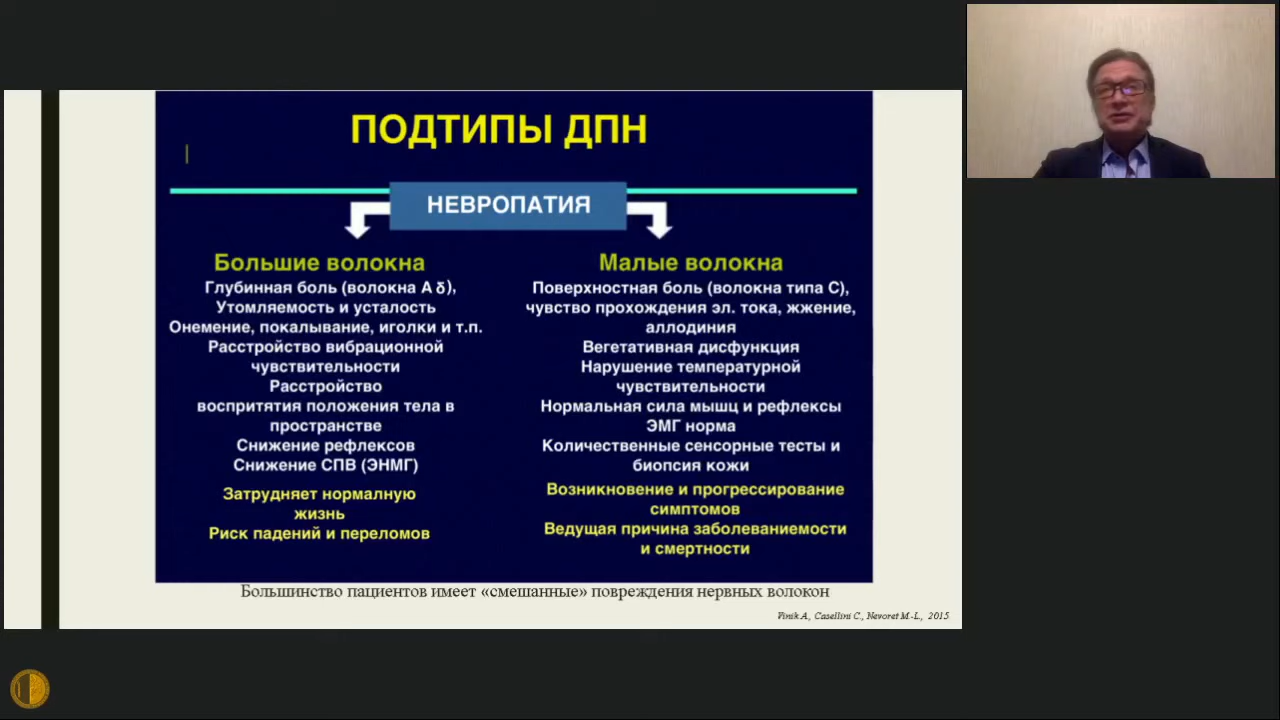 ПОДТИПЫ ДПН
НЕВРОПАТИЯ
Большие волокна
Глубинная боль (волокна А δ),
Утомляемость и усталость
Онемение, покалывание, иголки и т.п.
Расстройство вибрационной
чувствительности
Расстройство
воспритятия положения тела в
пространстве
Снижение рефлексов
Снижение СПВ (ЭНМГ)
Затрудняет нормалную
жизнь
Риск падений и переломов
Малые волокна
Поверхностная боль (волокна типа С),
чувство прохождения эл. тока, жжение,
аллодиния
Вегетативная дисфункция
Нарушение температурной
чувствительности
Нормальная сила мышц и рефлексы
ЭМГ норма
Количественные сенсорные тесты и
биопсия кожи
Возникновение и прогрессирование
симптомов
Ведущая причина заболеваемости
и смертности
Большинство пациентов имеет «смешанные» повреждения нервных волокон
Vinik A., Casellini C., Nevoret M.-L., 2015